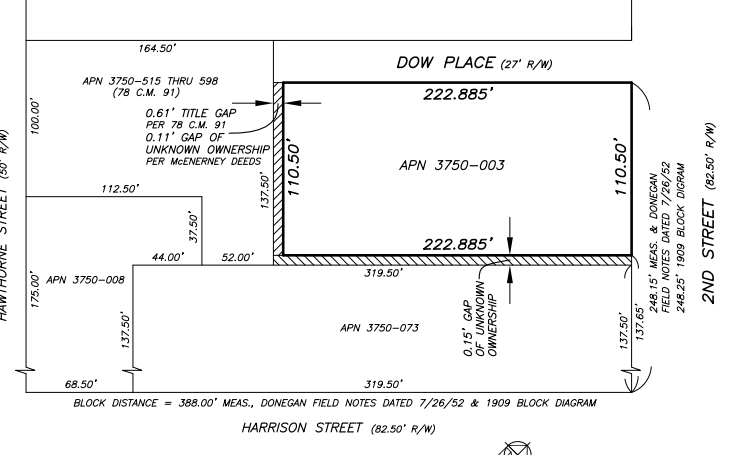 164.50'
DOW PLACE (27' R/W)
APN 3750-515 THRU 598
(78 C.M. 91)
222.885'
0.61' TITLE GAP
PER 78 C.M. 91
0.11' GAP OF
UNKNOWN OWNERSHIP
PER McENERNEY DEEDS
100.00'
HAWTHORNE STREET (50' R/W)
137.50'
110.50'
APN 3750-003
110.50'
248.15' MEAS. & DONEGAN
FIELD NOTES DATED 7/26/52
248.25' 1909 BLOCK DIGRAM
2ND STREET (82.50' R/W)
112.50'
37.50'
222.885'
44.00'
52.00'
319.50'
APN 3750-008
175.00'
137.50'
APN 3750-073
0.15' GAP
OF UNKNOWN
OWNERSHIP
137.50'
137.65'
68.50'
319.50'
BLOCK DISTANCE = 388.00' MEAS., DONEGAN FIELD NOTES DATED 7/26/52 & 1909 BLOCK DIAGRAM
HARRISON STREET (82.50' R/W)